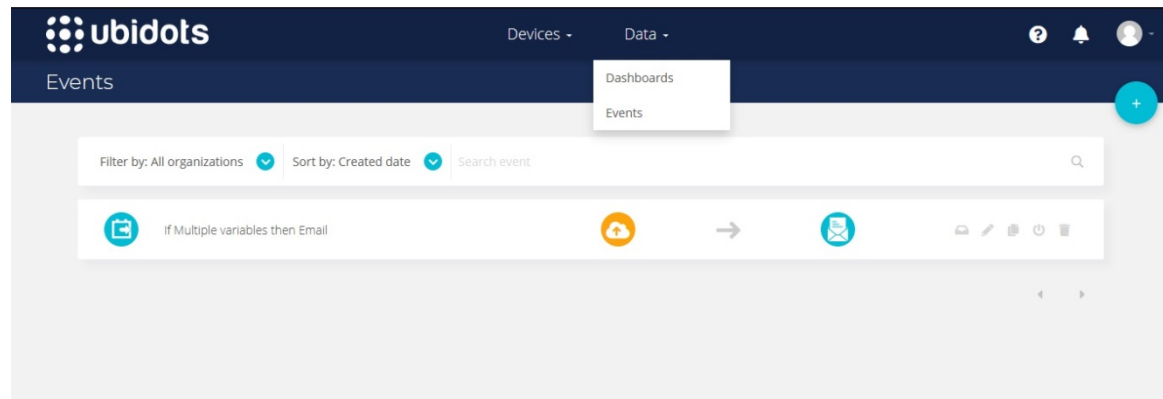 ubidots
Devices
Data
Events
Dashboards
Events
Filter by: All organizations
Sort by: Created date
Search event
If Multiple variables then Email